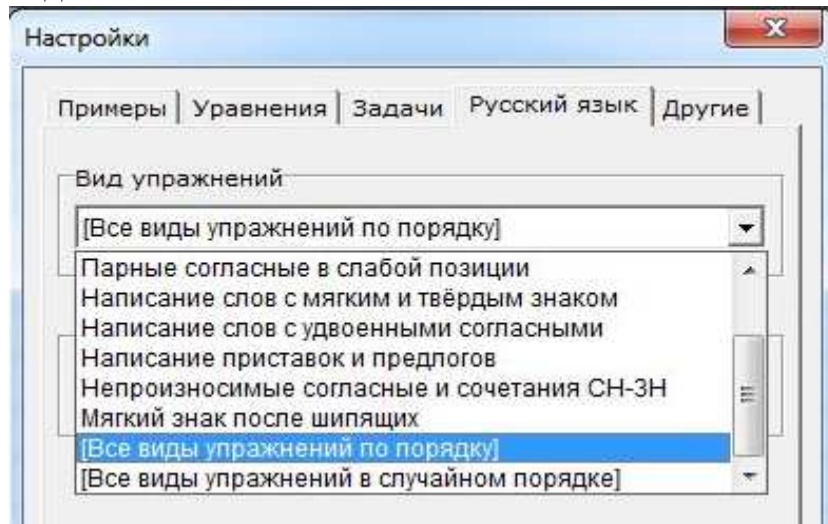 Настройки
Примеры Уравнения Задачи Русский язык Другие
Вид упражнений
[Все виды упражнений по порядку]
Парные согласные в слабой позиции
Написание слов с мягким и твёрдым знаком
Написание слов с удвоенными согласными
Написание приставок и предлогов
Непроизносимые согласные и сочетания СН-ЗН
Мягкий знак после шипящих
[Все виды упражнений по порядку]
[Все виды упражнений в случайном порядке]